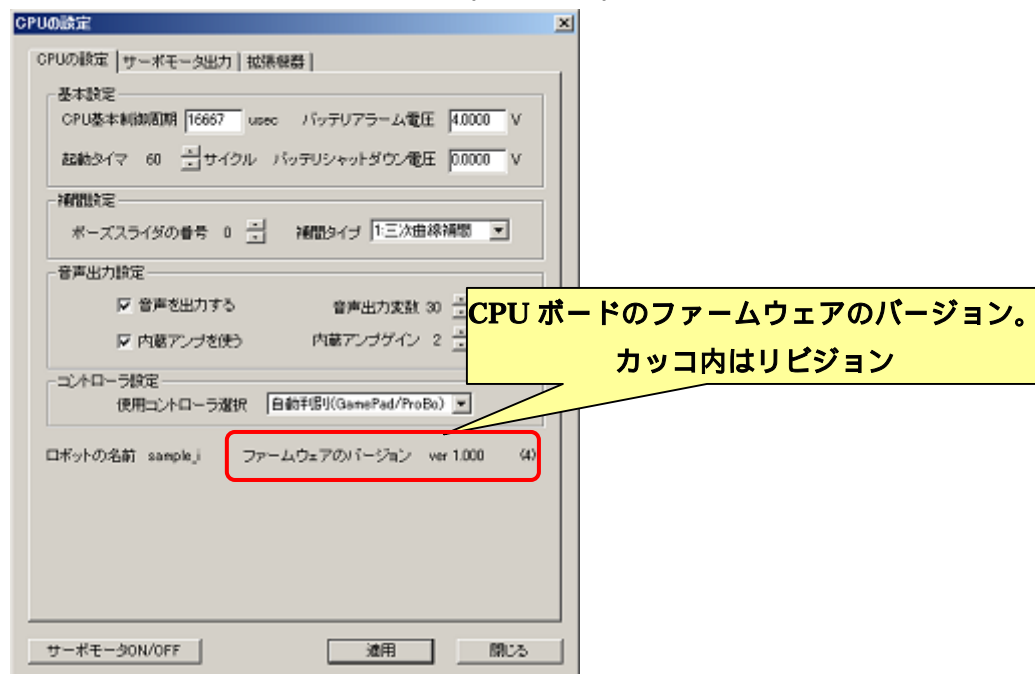 CPUの設定
CPUの設定 サーボモータ出力 拡張機器
基本設定
CPU基本制御周期 16667 usec バッテリアラーム電圧 4.0000 V
起動タイマ 60 サイクル バッテリシャットダウン電圧 0.0000 V
補間設定
ポーズスライダの番号 0 補間タイプ 1:三次曲線補間
音声出力設定
音声を出力する 音声出力変数 30
内蔵アンプを使う 内蔵アンプゲイン 2
CPU ボードのファームウェアのバージョン。
カッコ内はリビジョン
コントローラ設定
使用コントローラ選択 自動判別(GamePad/ProBo)
ロボットの名前 sample_i ファームウェアのバージョン ver 1.000 (4)
サーボモータON/OFF 適用 閉じる